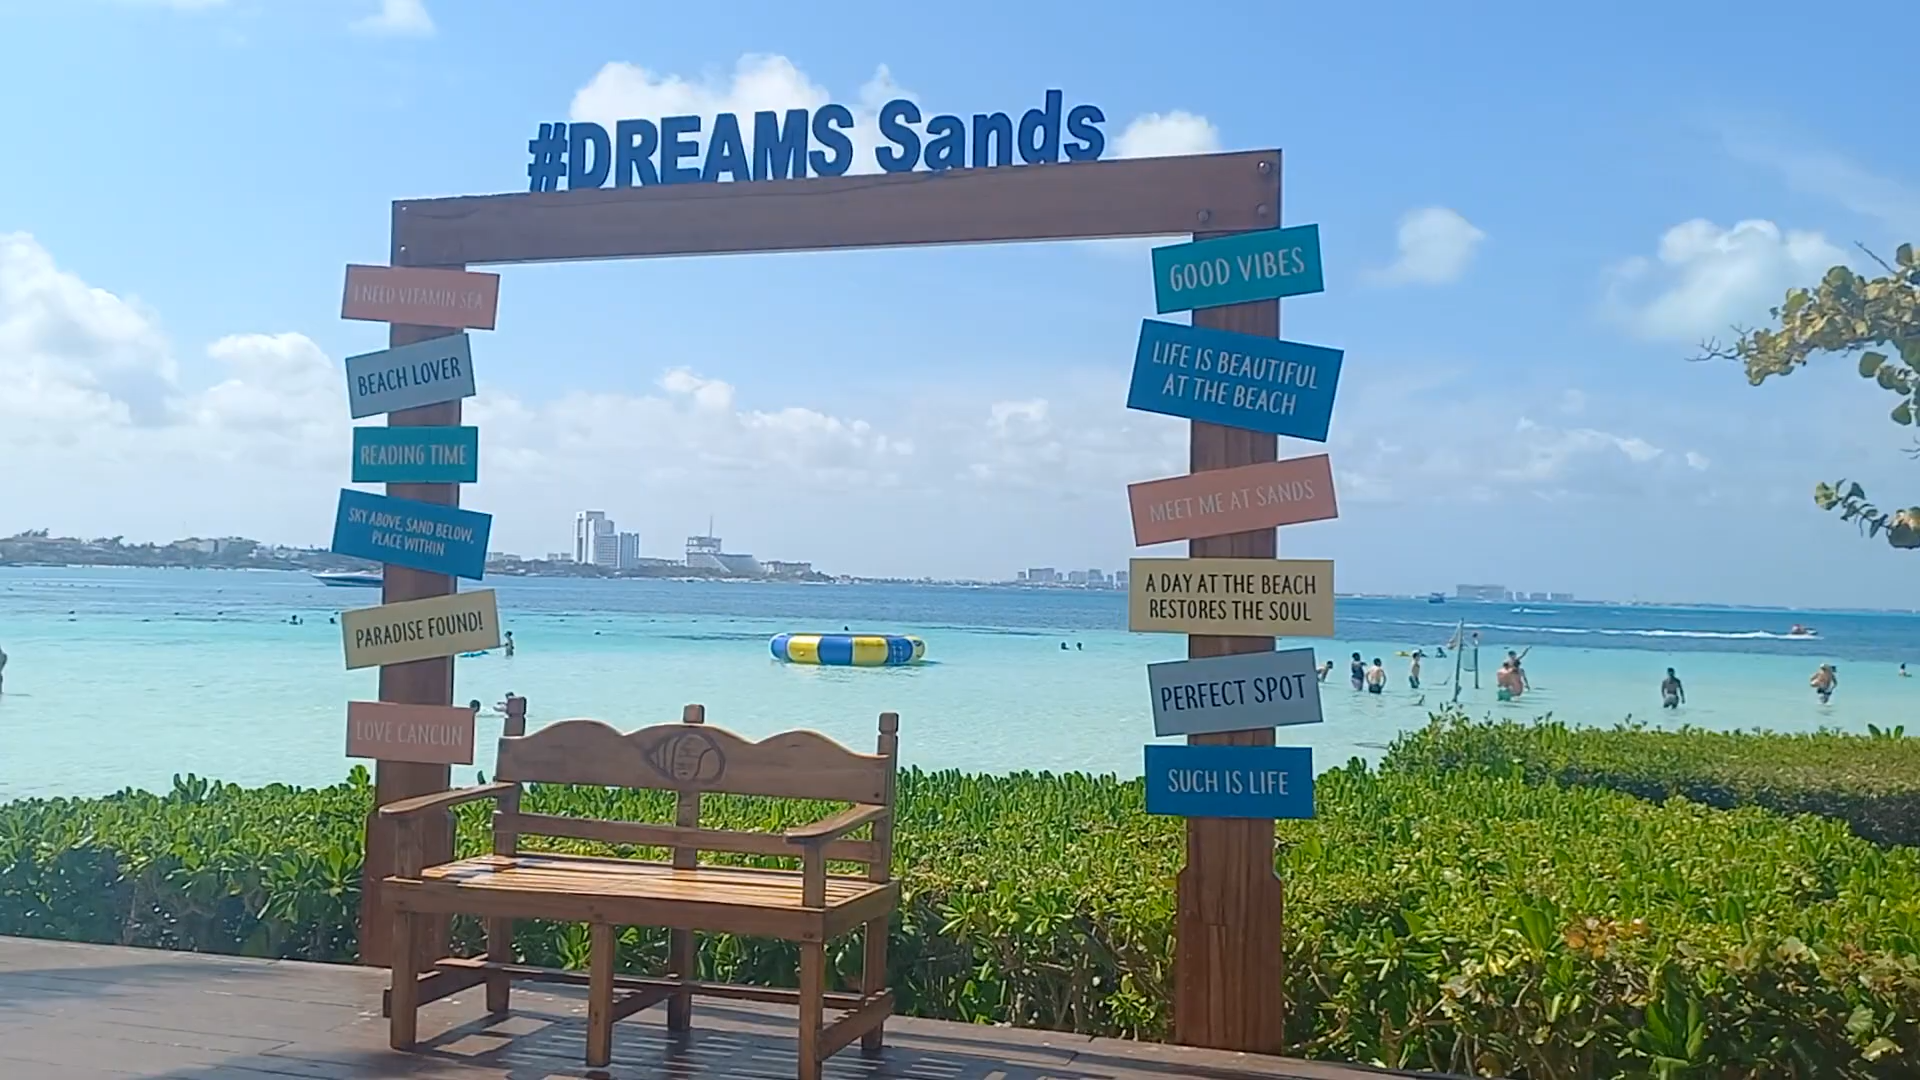 #DREAMS Sands
I NEED VITAMIN SEA
BEACH LOVER
READING TIME
SKY ABOVE, SAND BELOW,
PLACE WITHIN
PARADISE FOUND!
LOVE CANCUN
GOOD VIBES
LIFE IS BEAUTIFUL
AT THE BEACH
MEET ME AT SANDS
A DAY AT THE BEACH
RESTORES THE SOUL
PERFECT SPOT
SUCH IS LIFE